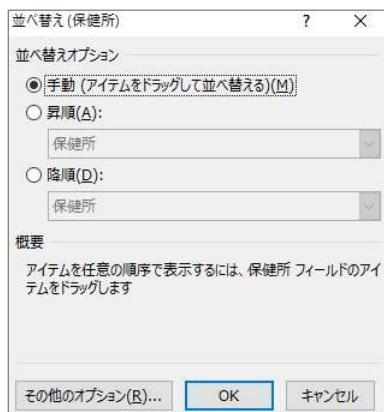 並べ替え (保健所)
? ×
並べ替えオプション
手動 (アイテムをドラッグして並べ替える)(M)
昇順(A):
保健所
降順(D):
保健所
概要
アイテムを任意の順序で表示するには、保健所 フィールドのアイ
テムをドラッグします
その他のオプション(R)... OK キャンセル